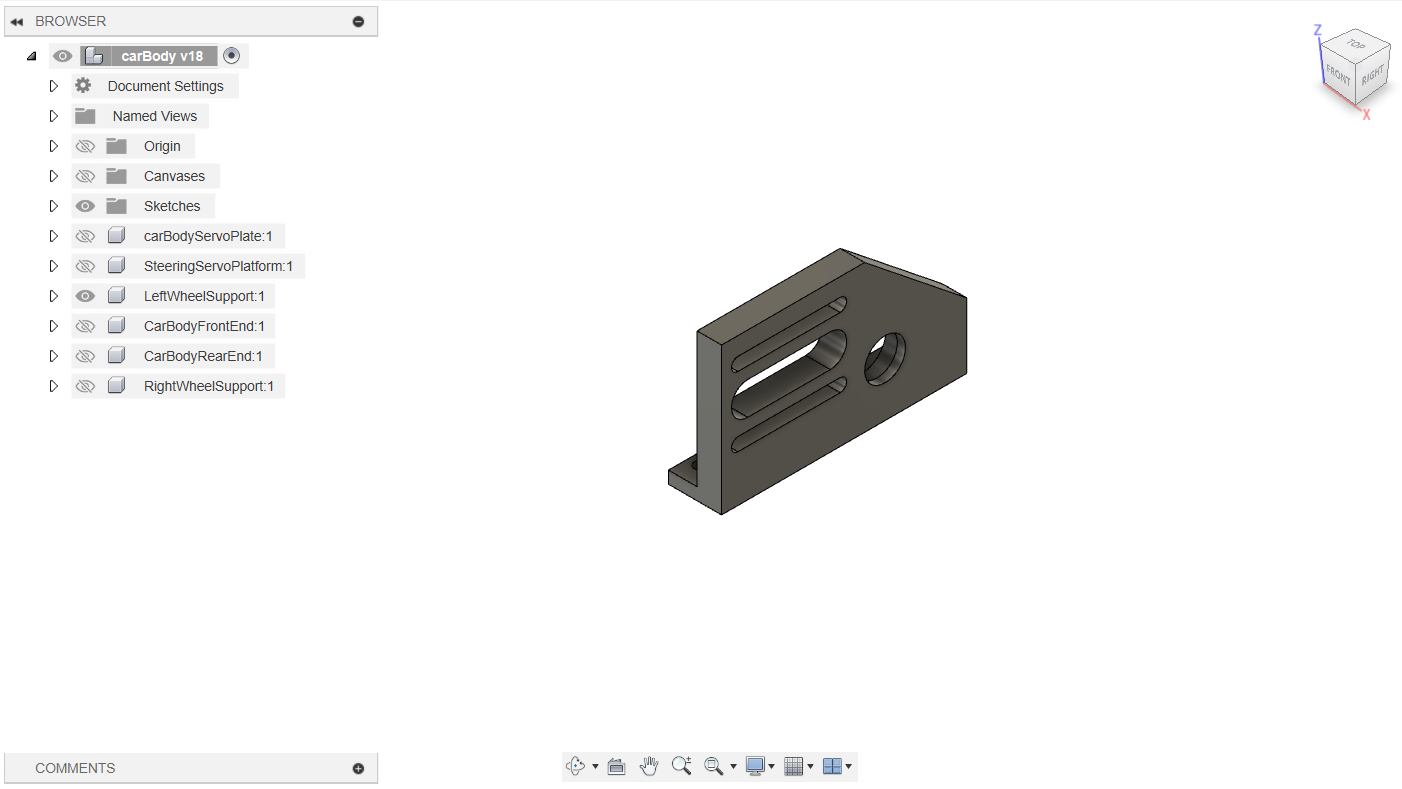 BROWSER
carBody v18
Document Settings
Named Views
Origin
Canvases
Sketches
carBodyServoPlate:1
SteeringServoPlatform:1
LeftWheelSupport:1
CarBodyFrontEnd:1
CarBodyRearEnd:1
RightWheelSupport:1
Z
TOP
FRONT
RIGHT
X
COMMENTS